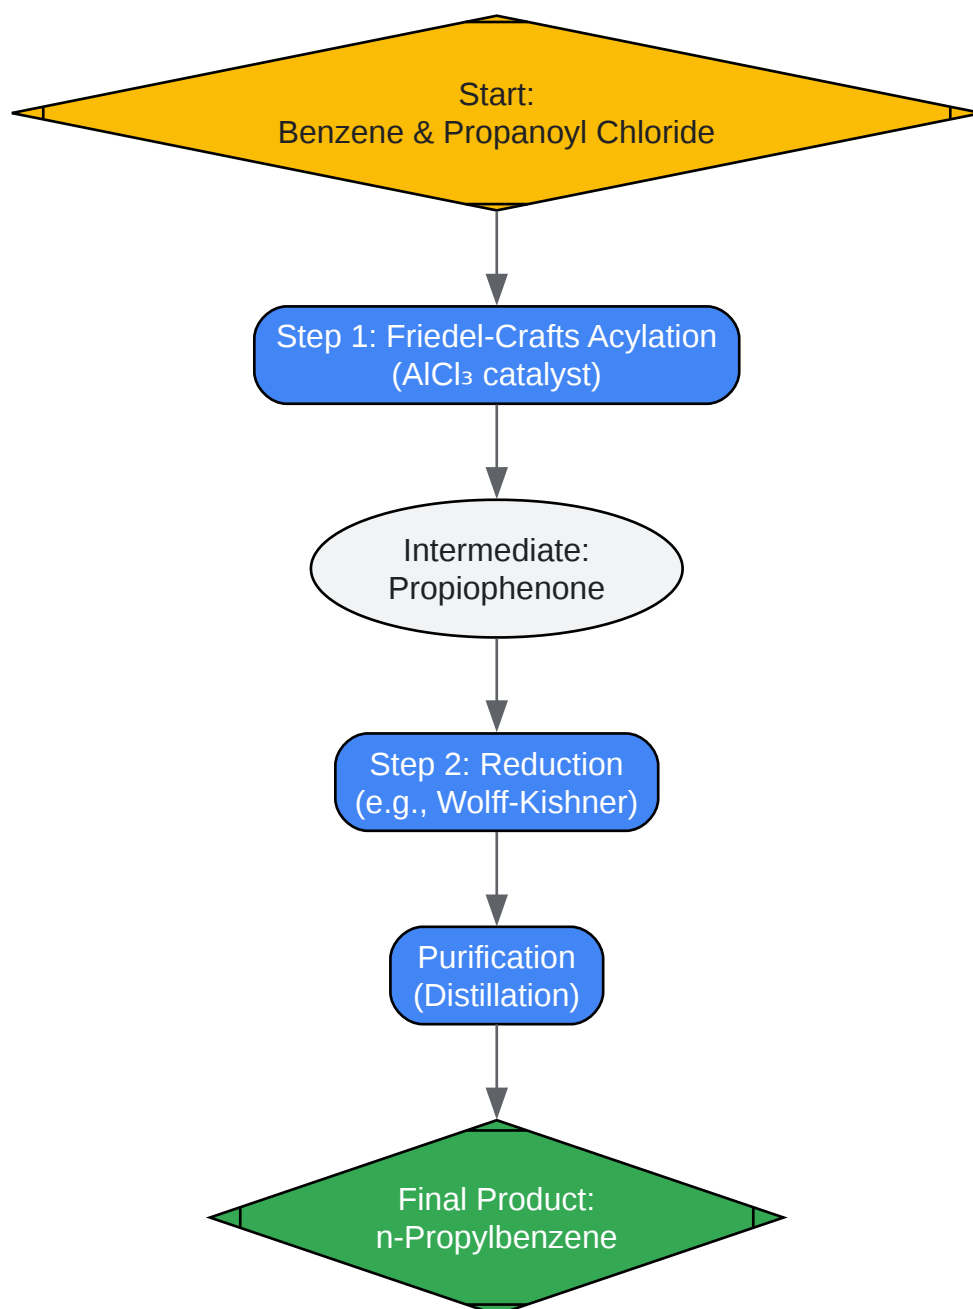 Start:
Benzene & Propanoyl Chloride
Step 1: Friedel-Crafts Acylation
(AlCl₃ catalyst)
Intermediate:
Propiophenone
Step 2: Reduction
(e.g., Wolff-Kishner)
Purification
(Distillation)
Final Product:
n-Propylbenzene